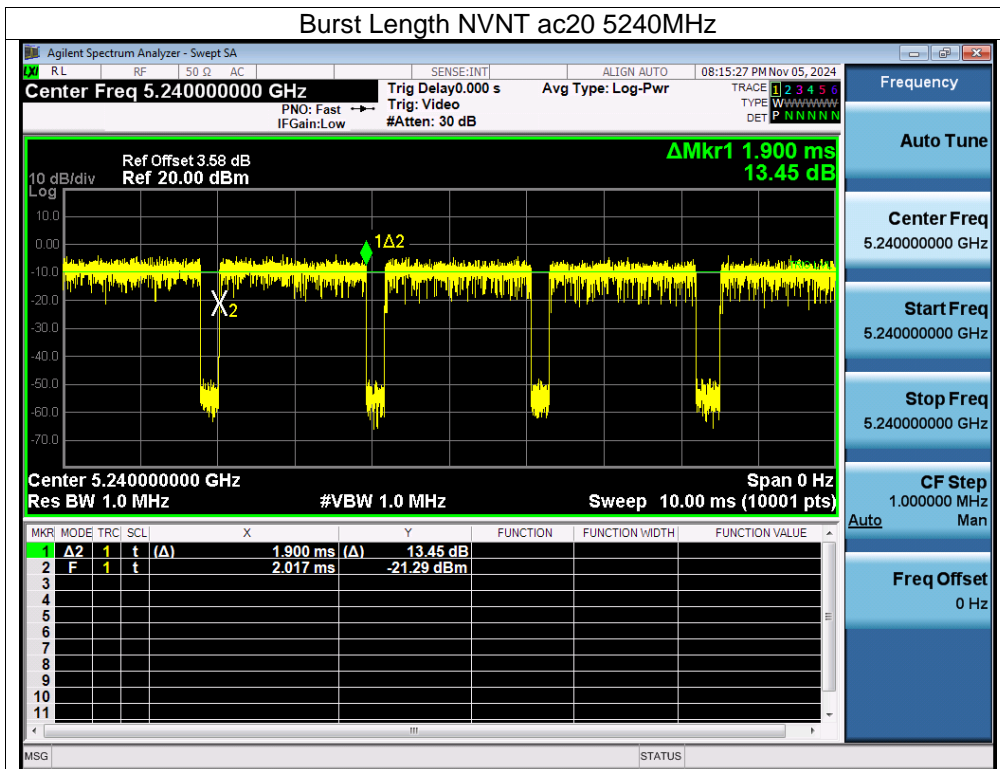 Burst Length NVNT ac20 5240MHz
Agilent Spectrum Analyzer - Swept SA
LXI RL RF 50 Ω AC SENSE:INT ALIGN AUTO 08:15:27 PM Nov 05, 2024
Center Freq 5.240000000 GHz
PNO: Fast
IFGain:Low
Trig Delay0.000 s
Trig: Video
#Atten: 30 dB
Avg Type: Log-Pwr
TRACE 1 2 3 4 5 6
TYPE WWWWWW
DET P N N N N N
ΔMkr1 1.900 ms
13.45 dB
Ref Offset 3.58 dB
10 dB/div Ref 20.00 dBm
Log
10.0
0.00
-10.0
-20.0
-30.0
-40.0
-50.0
-60.0
-70.0
1Δ2
2
Center 5.240000000 GHz Span 0 Hz
Res BW 1.0 MHz #VBW 1.0 MHz Sweep 10.00 ms (10001 pts)
MKR MODE TRC SCL X Y FUNCTION FUNCTION WIDTH FUNCTION VALUE
1 Δ2 1 t (Δ) 1.900 ms (Δ) 13.45 dB
2 F 1 t 2.017 ms -21.29 dBm
3
4
5
6
7
8
9
10
11
MSG STATUS
Frequency
Auto Tune
Center Freq
5.240000000 GHz
Start Freq
5.240000000 GHz
Stop Freq
5.240000000 GHz
CF Step
1.000000 MHz
Auto Man
Freq Offset
0 Hz